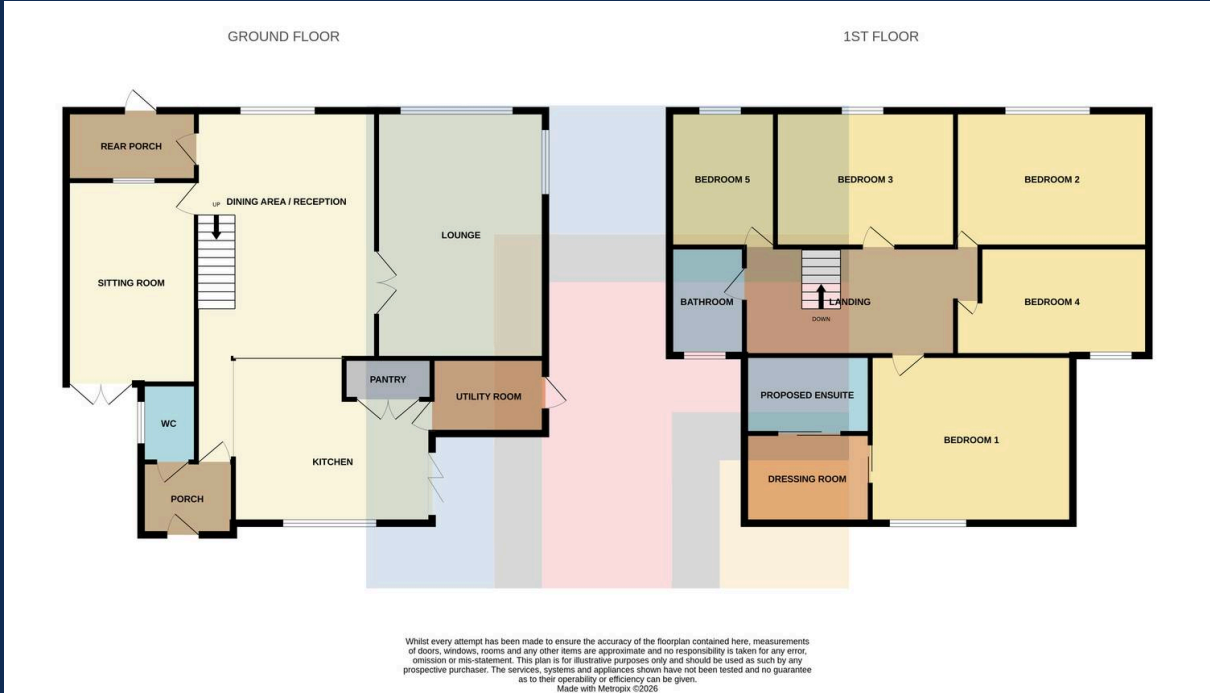 GROUND FLOOR
1ST FLOOR
REAR PORCH
UP
DINING AREA / RECEPTION
SITTING ROOM
LOUNGE
PANTRY
UTILITY ROOM
WC
KITCHEN
PORCH
BEDROOM 5
BEDROOM 3
BEDROOM 2
BATHROOM
LANDING
DOWN
BEDROOM 4
PROPOSED ENSUITE
BEDROOM 1
DRESSING ROOM
Whilst every attempt has been made to ensure the accuracy of the floorplan contained here, measurements
of doors, windows, rooms and any other items are approximate and no responsibility is taken for any error,
omission or mis-statement. This plan is for illustrative purposes only and should be used as such by any
prospective purchaser. The services, systems and appliances shown have not been tested and no guarantee
as to their operability or efficiency can be given.
Made with Metropix ©2026